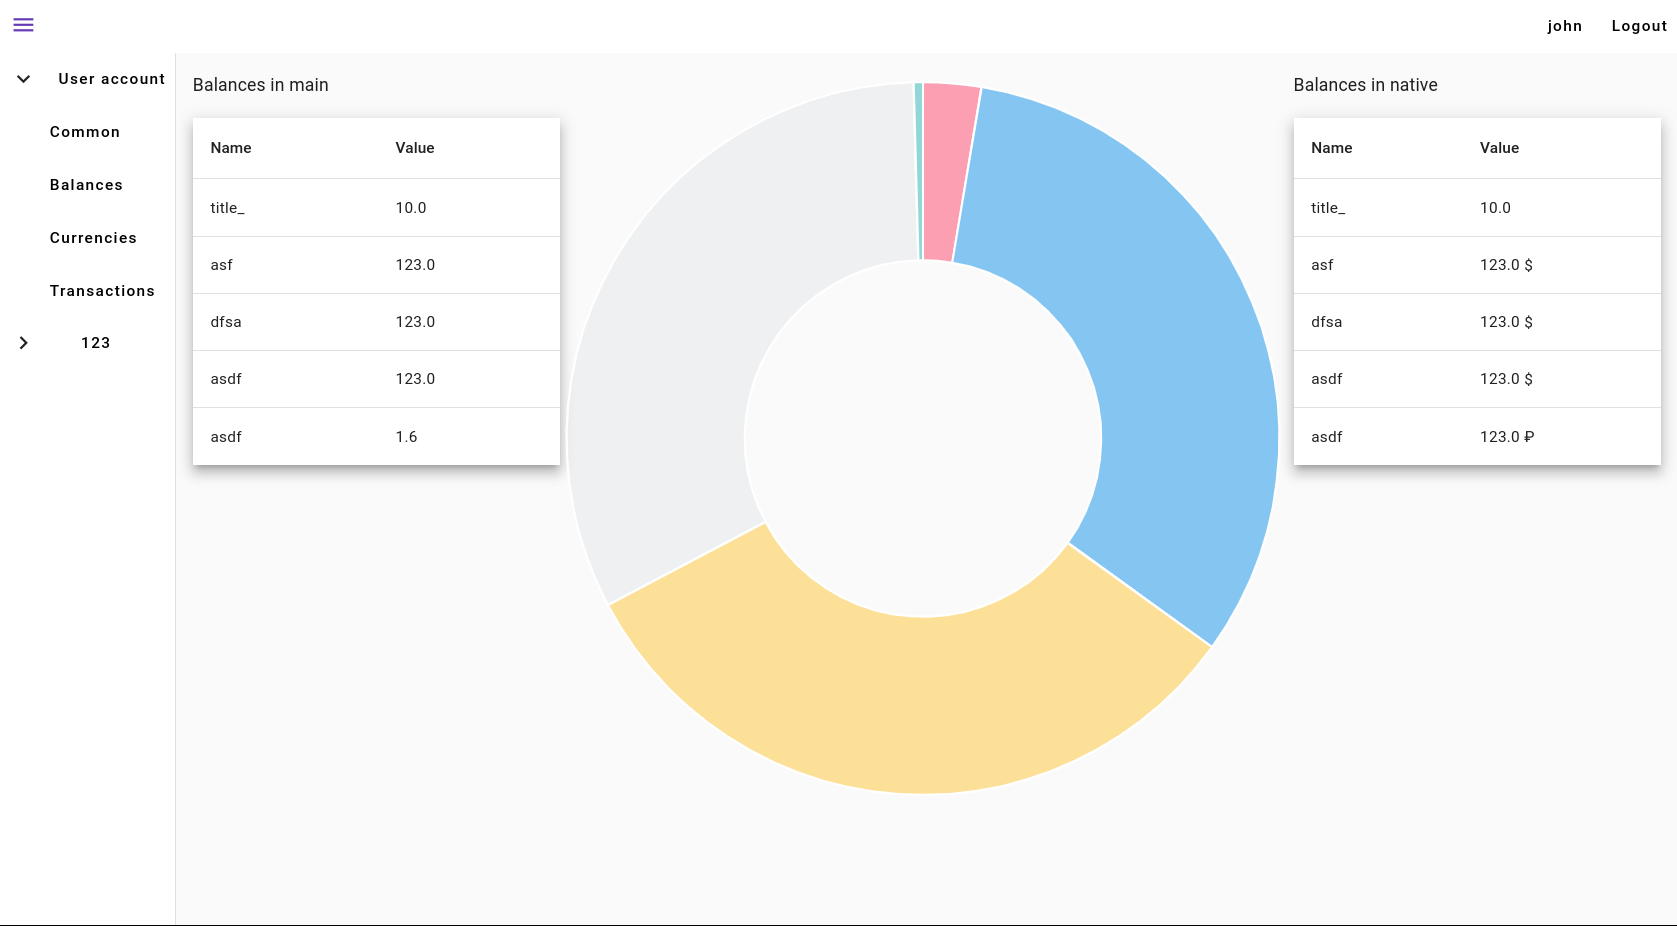 john Logout
User account
Common
Balances
Currencies
Transactions
123
Balances in main
Name Value
title_ 10.0
asf 123.0
dfsa 123.0
asdf 123.0
asdf 1.6
Balances in native
Name Value
title_ 10.0
asf 123.0 $
dfsa 123.0 $
asdf 123.0 $
asdf 123.0 ₽